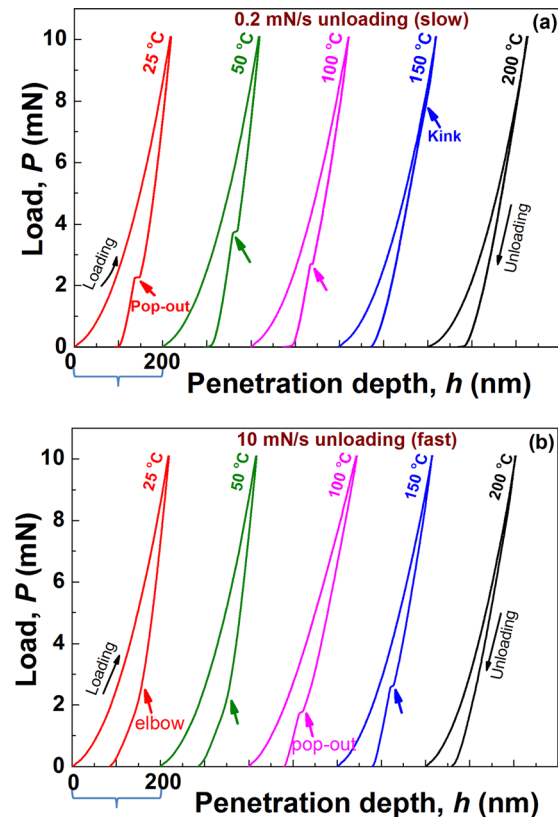 0.2 mN/s unloading (slow)
(a)
25 °C
50 °C
100 °C
150 °C
200 °C
10
8
6
4
2
0
Load, P (mN)
Kink
Loading
Unloading
Pop-out
0
200
Penetration depth, h (nm)
10 mN/s unloading (fast)
(b)
25 °C
50 °C
100 °C
150 °C
200 °C
10
8
6
4
2
0
Load, P (mN)
Loading
Unloading
elbow
pop-out
0
200
Penetration depth, h (nm)